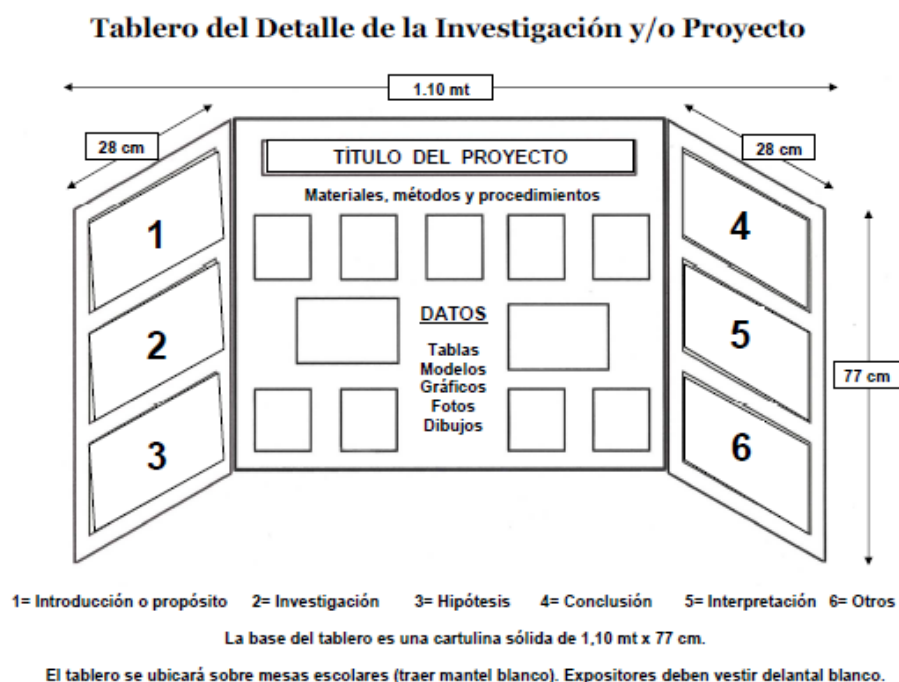 Tablero del Detalle de la Investigación y/o Proyecto
1.10 mt
28 cm
28 cm
TÍTULO DEL PROYECTO
Materiales, métodos y procedimientos
1
4
DATOS
2
5
Tablas
Modelos
77 cm
Gráficos
Fotos
Dibujos
3
6
1= Introducción o propósito 2= Investigación 3= Hipótesis 4= Conclusión 5= Interpretación 6= Otros
La base del tablero es una cartulina sólida de 1,10 mt x 77 cm.
El tablero se ubicará sobre mesas escolares (traer mantel blanco). Expositores deben vestir delantal blanco.